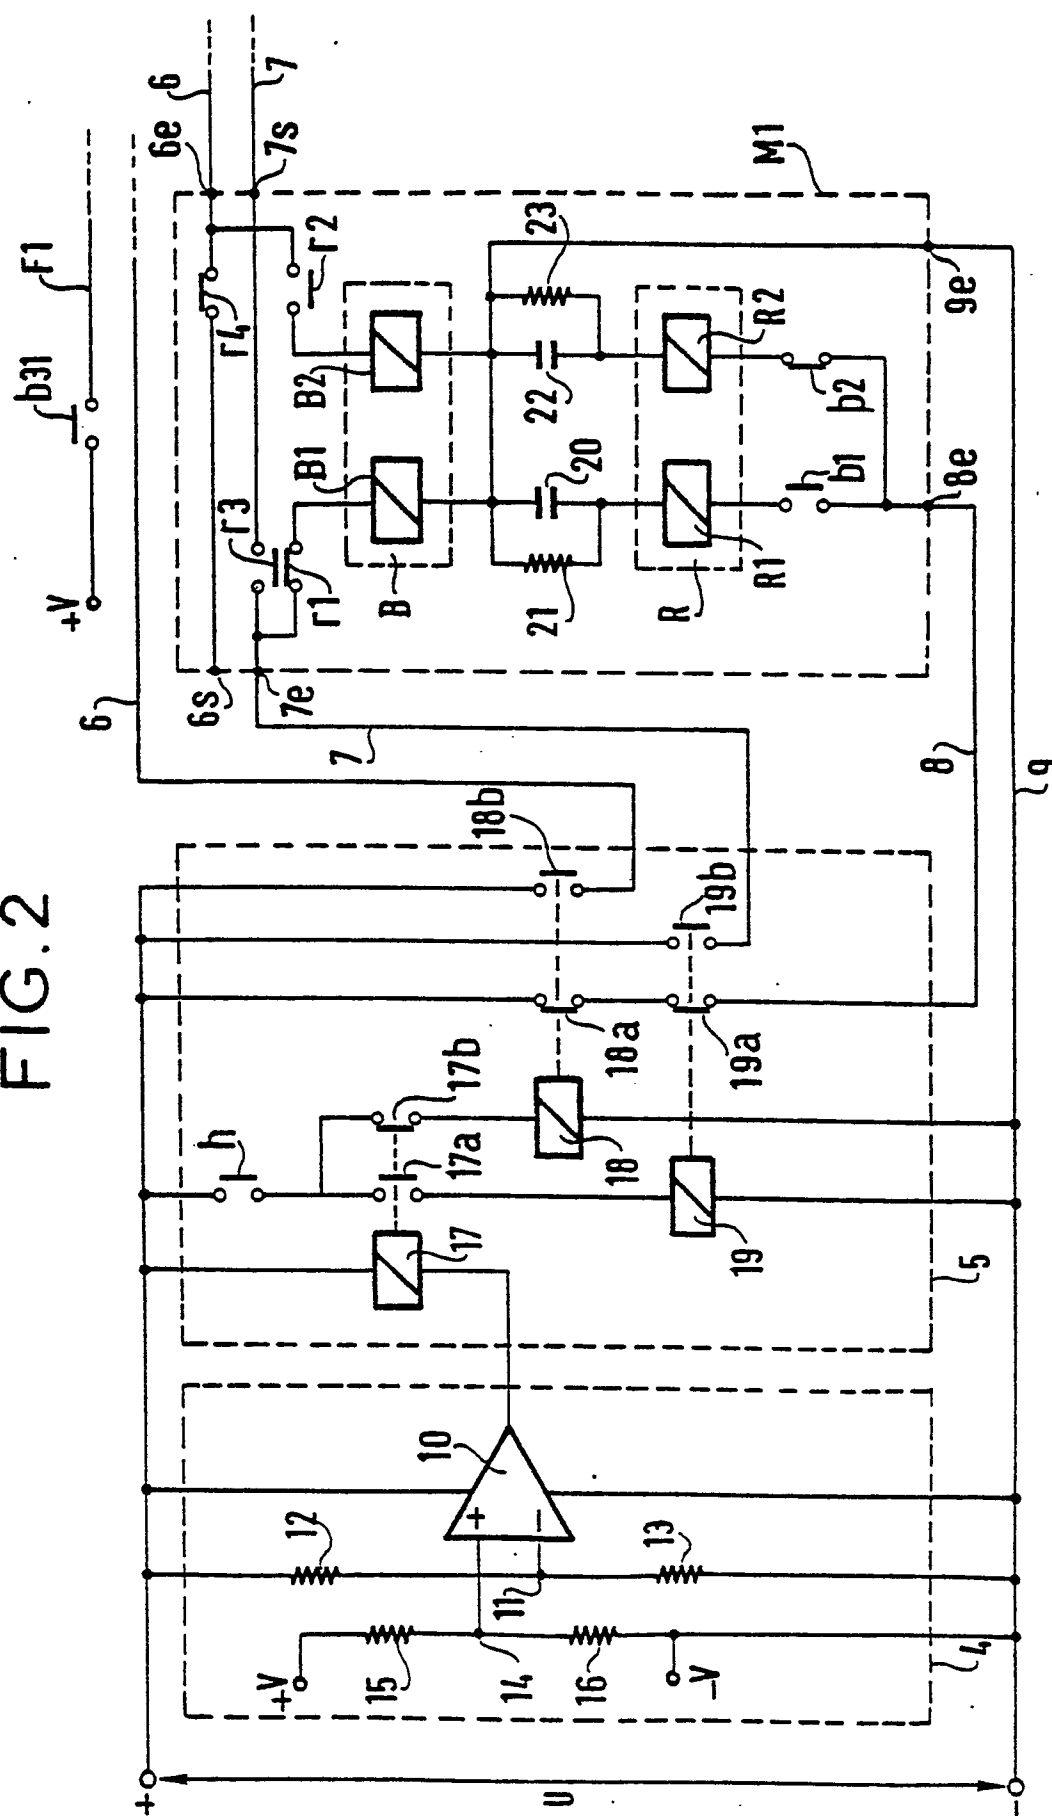 FIG. 2
+
U
-
+V
15
14
16
-V
4
12
11
13
10
+
-
h
17
17a
17b
5
18
19
18a
19a
18b
19b
6
7
8
9
+V
b31
F1
6s
7e
r3
r1
r4
r2
6e
7s
6
7
B
B1
B2
21
20
22
23
R
R1
R2
b1
b2
8e
9e
M1